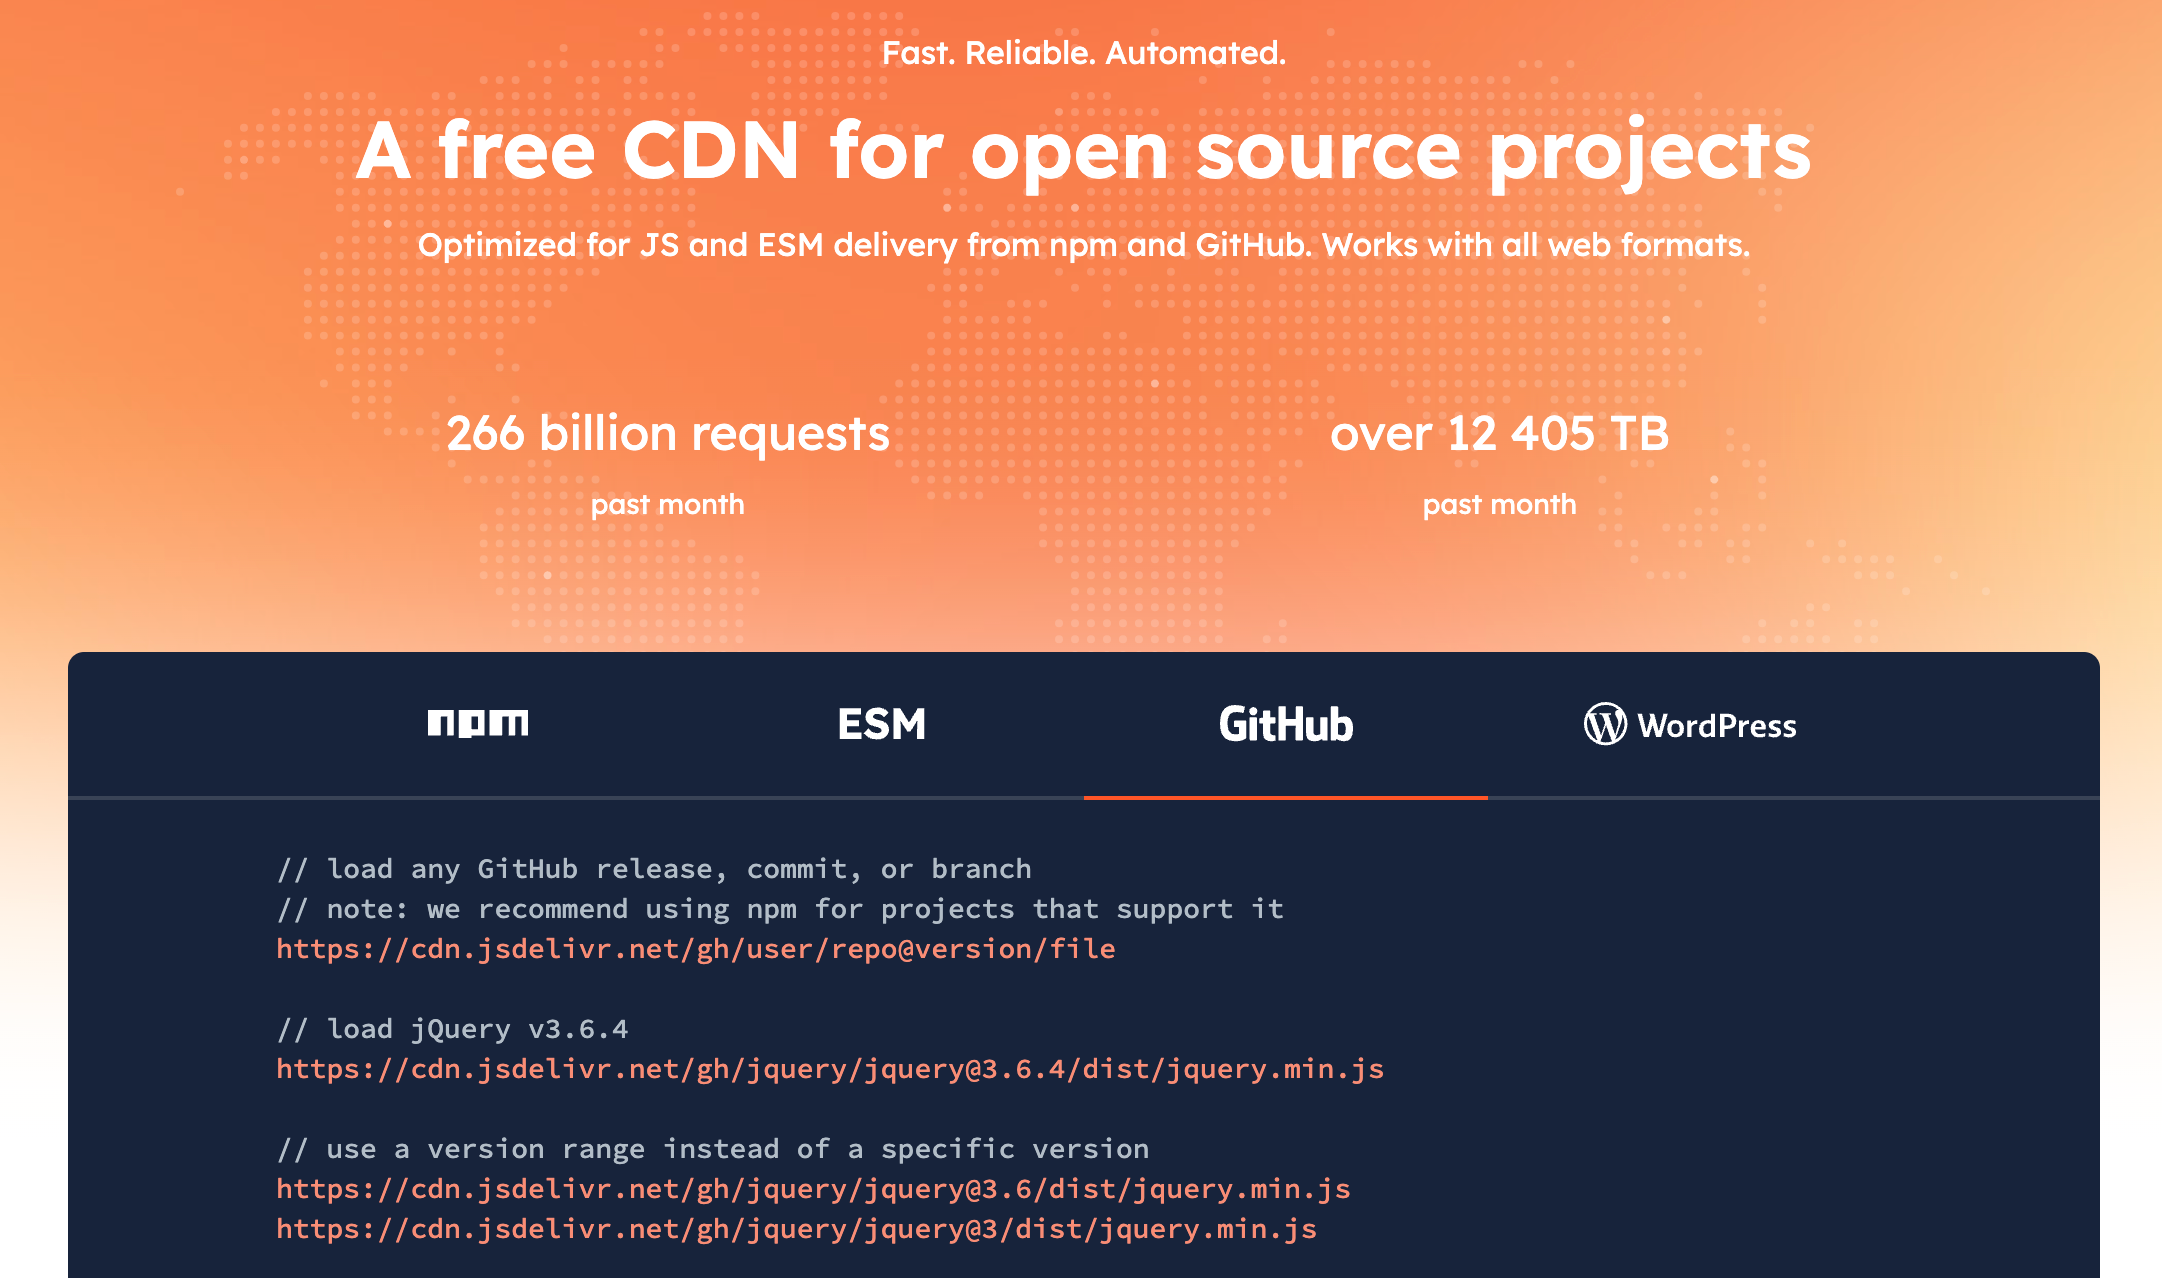 Fast. Reliable. Automated.
A free CDN for open source projects
Optimized for JS and ESM delivery from npm and GitHub. Works with all web formats.
266 billion requests
past month
over 12 405 TB
past month
npm
ESM
GitHub
WordPress
// load any GitHub release, commit, or branch
// note: we recommend using npm for projects that support it
https://cdn.jsdelivr.net/gh/user/repo@version/file
// load jQuery v3.6.4
https://cdn.jsdelivr.net/gh/jquery/jquery@3.6.4/dist/jquery.min.js
// use a version range instead of a specific version
https://cdn.jsdelivr.net/gh/jquery/jquery@3.6/dist/jquery.min.js
https://cdn.jsdelivr.net/gh/jquery/jquery@3/dist/jquery.min.js